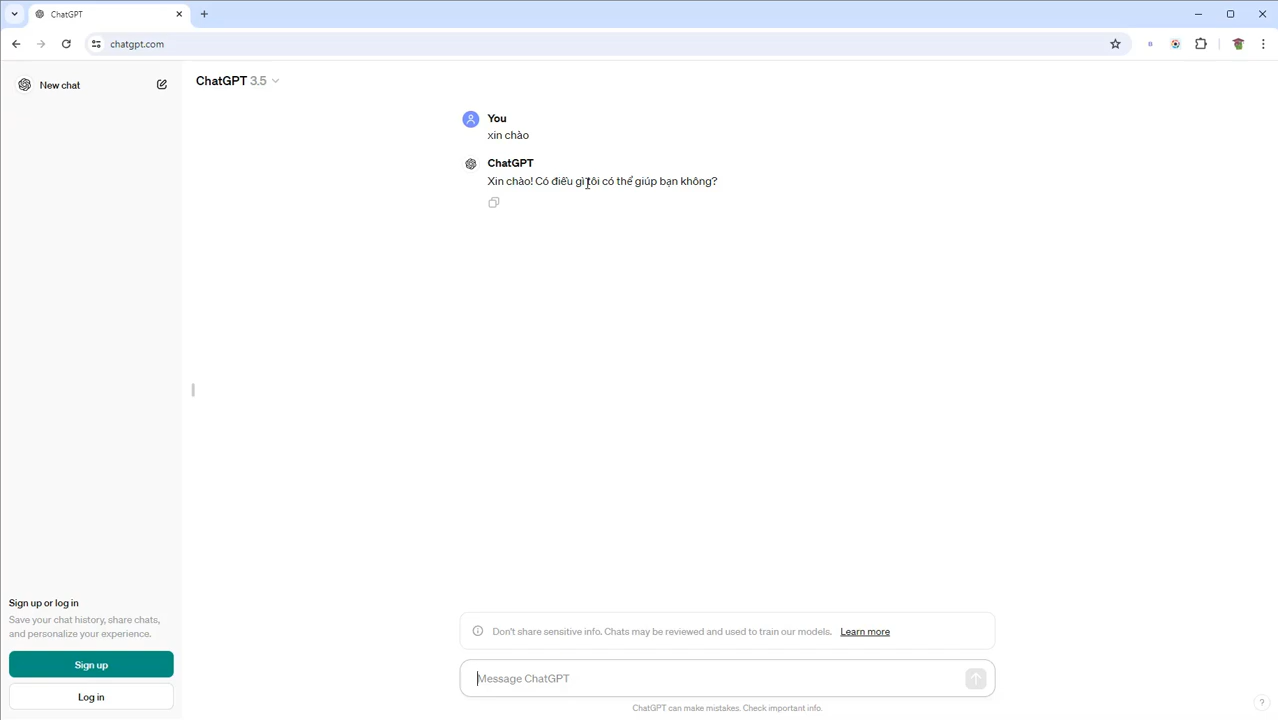 ChatGPT
chatgpt.com
New chat
ChatGPT 3.5
You
xin chào
ChatGPT
Xin chào! Có điều gì tôi có thể giúp bạn không?
Sign up or log in
Save your chat history, share chats,
and personalize your experience.
Sign up
Log in
Don't share sensitive info. Chats may be reviewed and used to train our models. Learn more
Message ChatGPT
ChatGPT can make mistakes. Check important info.
?